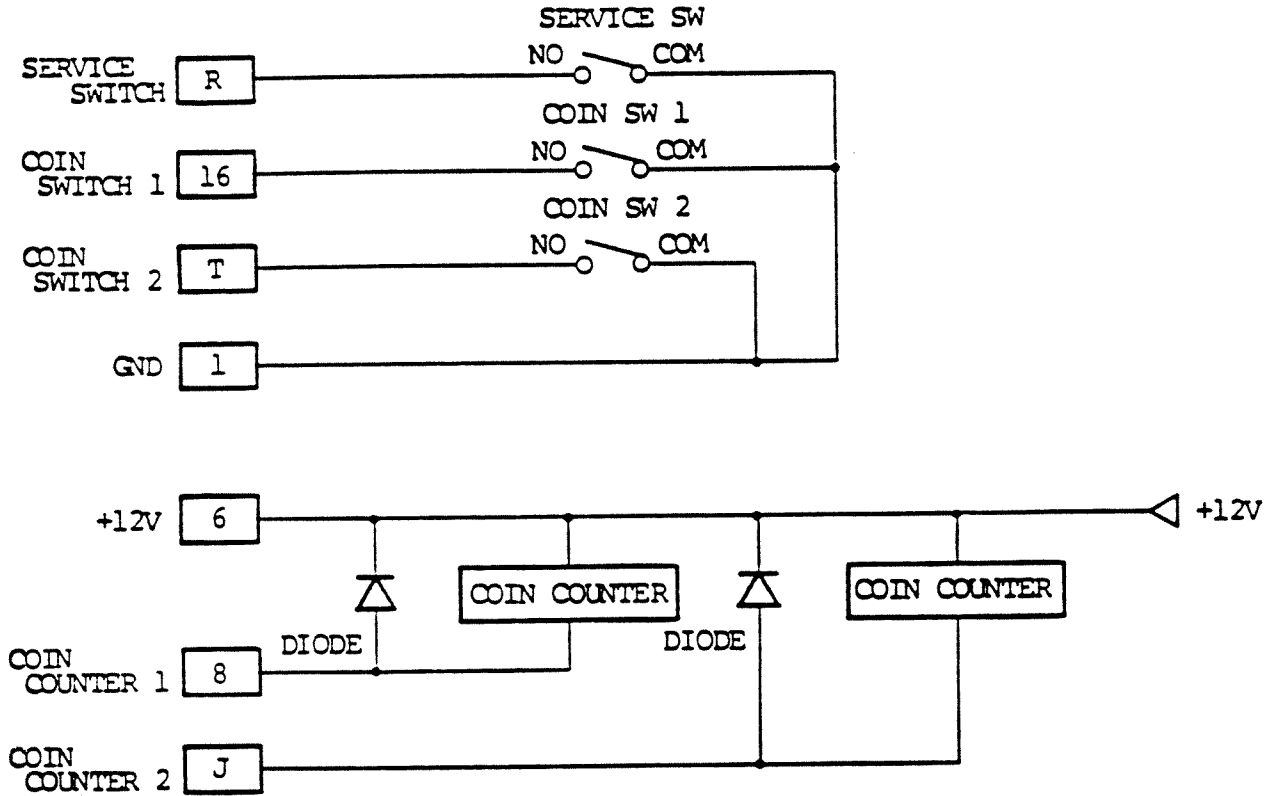 SERVICE SW
NO COM
SERVICE
SWITCH R
COIN SW 1
NO COM
COIN
SWITCH 1 16
COIN SW 2
NO COM
COIN
SWITCH 2 T
GND 1
+12V 6 +12V
COIN COUNTER COIN COUNTER
DIODE DIODE
COIN
COUNTER 1 8
COIN
COUNTER 2 J